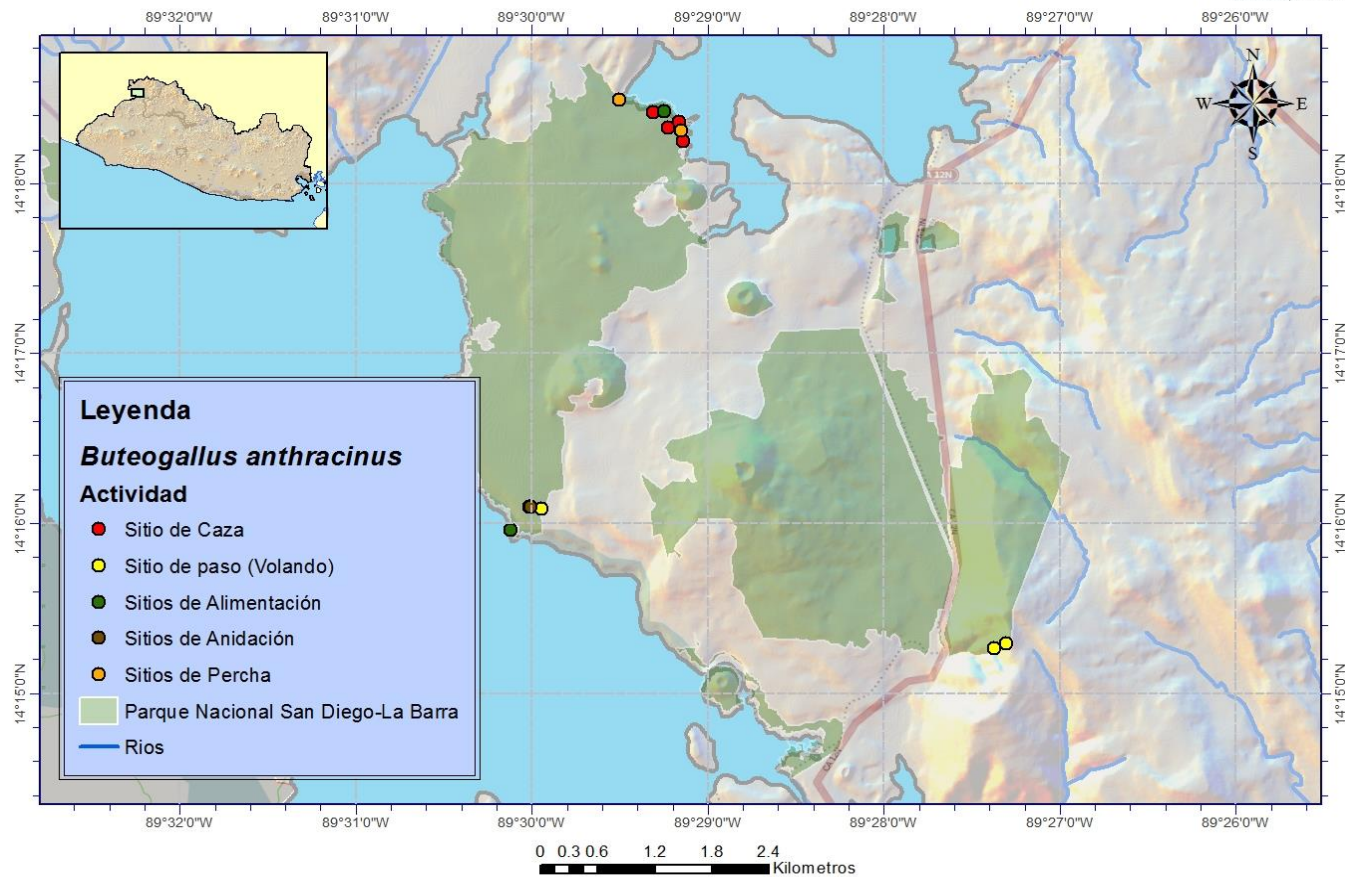 89°32'0"W 89°31'0"W 89°30'0"W 89°29'0"W 89°28'0"W 89°27'0"W 89°26'0"W
N
W E
S
14°18'0"N 14°18'0"N
CA 12N
14°17'0"N 14°17'0"N
Leyenda
Buteogallus anthracinus
Actividad
Sitio de Caza
Sitio de paso (Volando)
Sitios de Alimentación
Sitios de Anidación
Sitios de Percha
Parque Nacional San Diego-La Barra
Rios
14°16'0"N 14°16'0"N
14°15'0"N 14°15'0"N
89°32'0"W 89°31'0"W 89°30'0"W 89°29'0"W 89°28'0"W 89°27'0"W 89°26'0"W
0 0.3 0.6 1.2 1.8 2.4
Kilometros